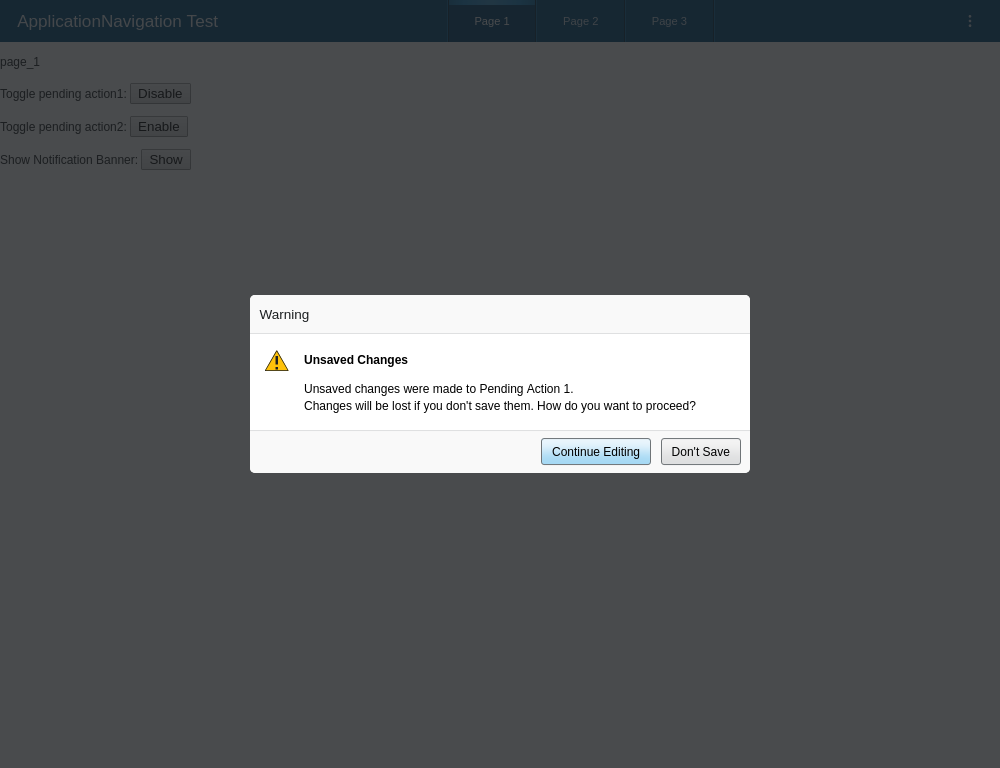 ApplicationNavigation Test
Page 1
Page 2
Page 3
page_1
Toggle pending action1: Disable
Toggle pending action2: Enable
Show Notification Banner: Show
Warning
Unsaved Changes
Unsaved changes were made to Pending Action 1.
Changes will be lost if you don't save them. How do you want to proceed?
Continue Editing
Don't Save